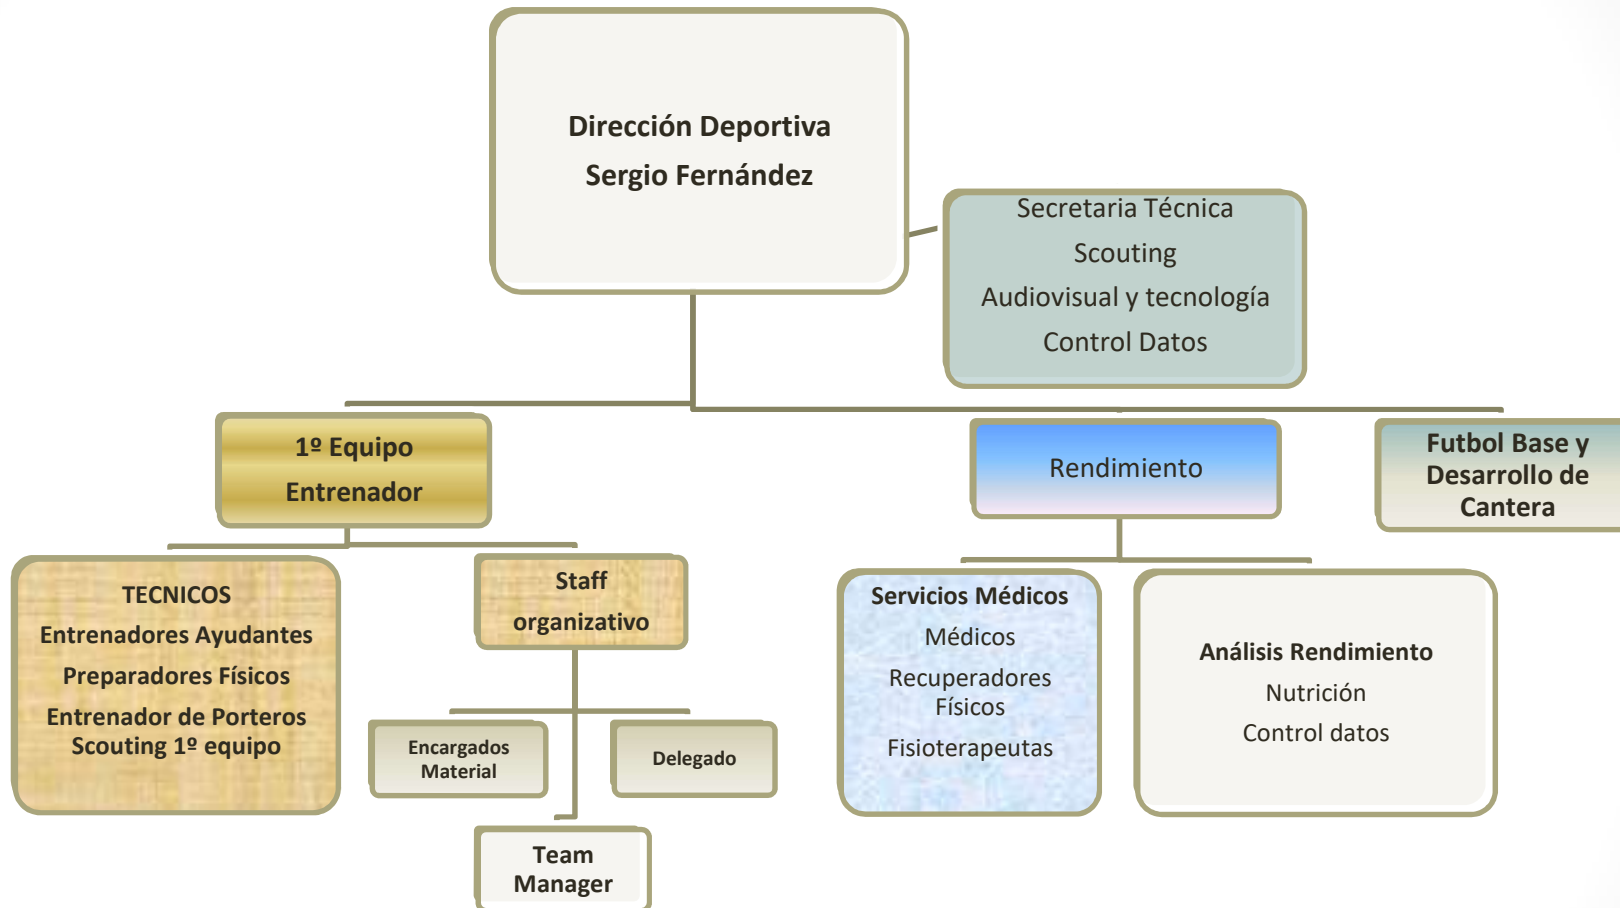 Dirección Deportiva
Sergio Fernández
Secretaria Técnica
Scouting
Audiovisual y tecnología
Control Datos
1º Equipo
Entrenador
Rendimiento
Futbol Base y
Desarrollo de
Cantera
TECNICOS
Entrenadores Ayudantes
Preparadores Físicos
Entrenador de Porteros
Scouting 1º equipo
Staff
organizativo
Encargados
Material
Delegado
Team
Manager
Servicios Médicos
Médicos
Recuperadores
Físicos
Fisioterapeutas
Análisis Rendimiento
Nutrición
Control datos